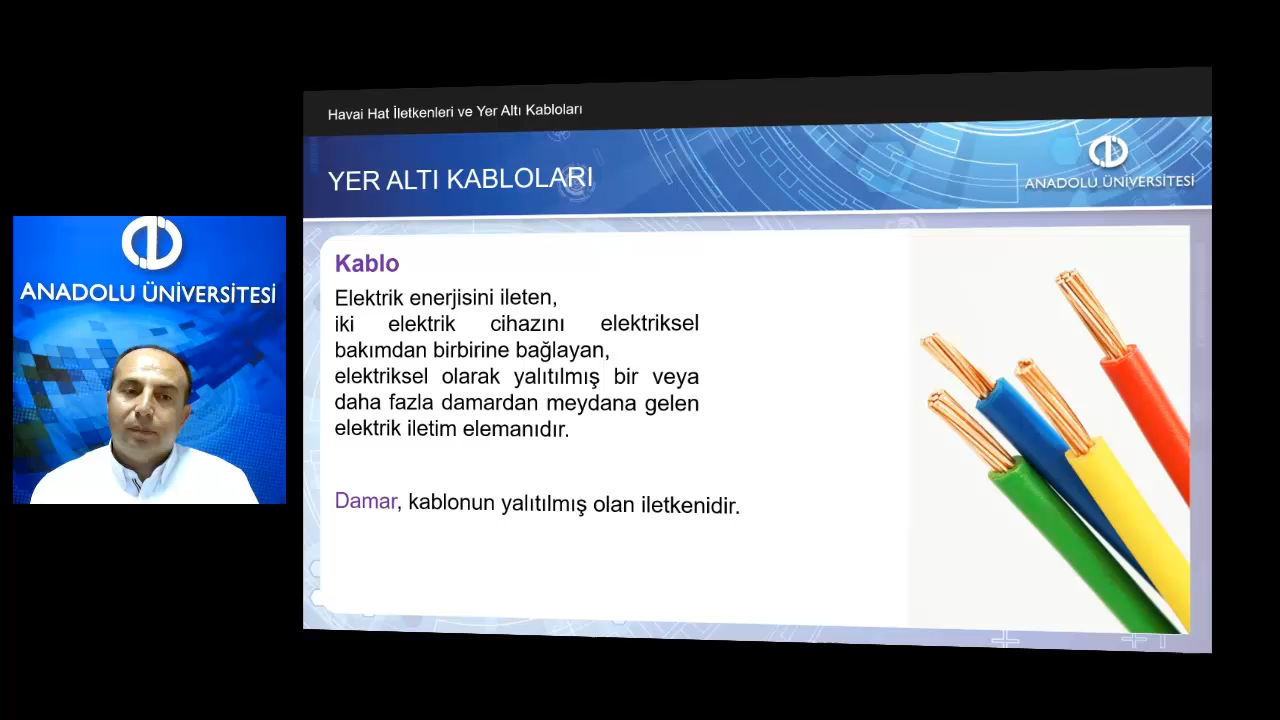 Havai Hat İletkenleri ve Yer Altı Kabloları
YER ALTI KABLOLARI
ANADOLU ÜNİVERSİTESİ
ANADOLU ÜNİVERSİTESİ
Kablo
Elektrik enerjisini ileten,
iki elektrik cihazını elektriksel
bakımdan birbirine bağlayan,
elektriksel olarak yalıtılmış bir veya
daha fazla damardan meydana gelen
elektrik iletim elemanıdır.
Damar, kablonun yalıtılmış olan iletkenidir.